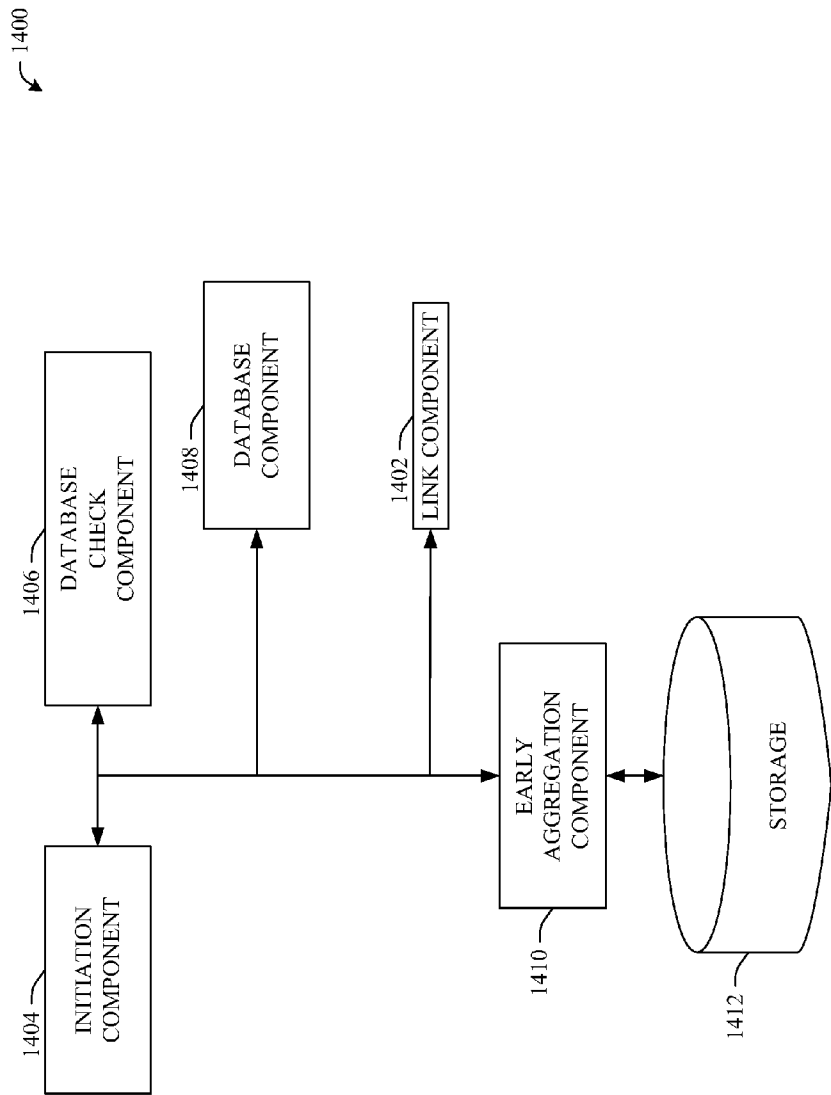 1400
1404
INITIATION
COMPONENT
1406
DATABASE
CHECK
COMPONENT
1408
DATABASE
COMPONENT
1402
LINK COMPONENT
1410
EARLY
AGGREGATION
COMPONENT
1412
STORAGE